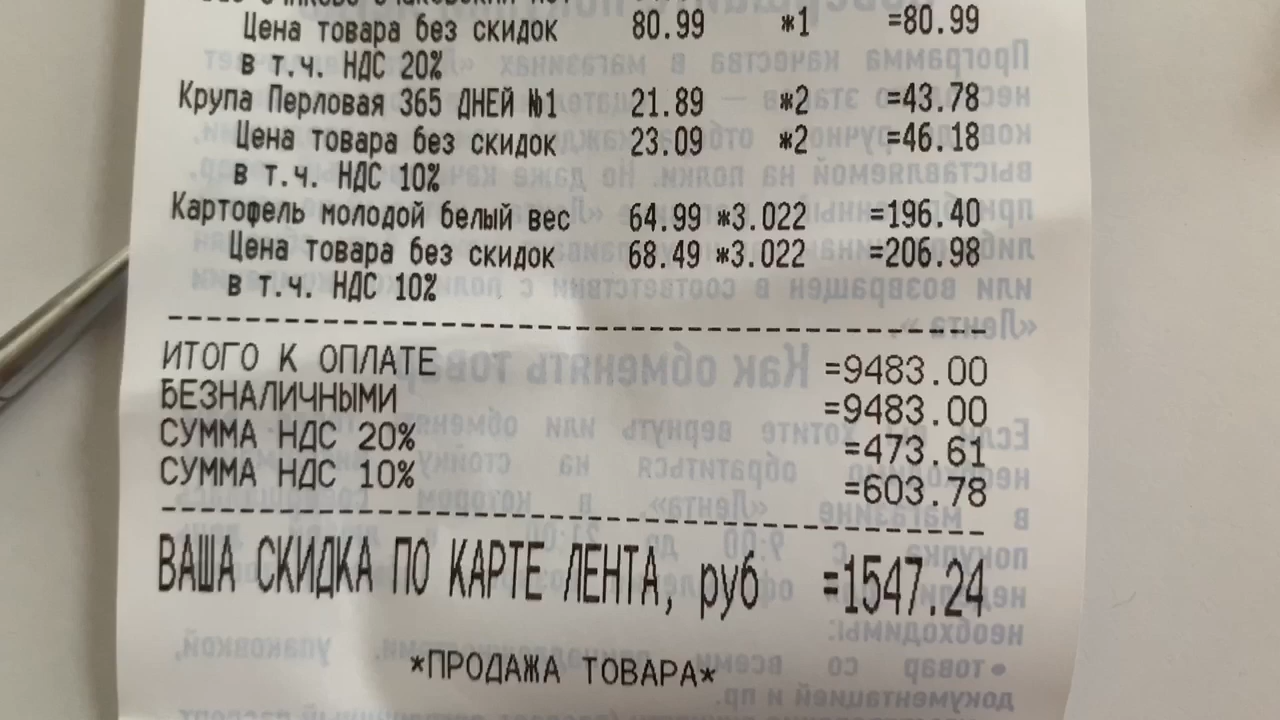 Цена товара без скидок 80.99 *1 =80.99
в т.ч. НДС 20%
Крупа Перловая 365 ДНЕЙ №1 21.89 *2 =43.78
Цена товара без скидок 23.09 *2 =46.18
в т.ч. НДС 10%
Картофель молодой белый вес 64.99 *3.022 =196.40
Цена товара без скидок 68.49 *3.022 =206.98
в т.ч. НДС 10%
ИТОГО К ОПЛАТЕ =9483.00
БЕЗНАЛИЧНЫМИ =9483.00
СУММА НДС 20% =473.61
СУММА НДС 10% =603.78
ВАША СКИДКА ПО КАРТЕ ЛЕНТА, руб =1547.24
*ПРОДАЖА ТОВАРА*